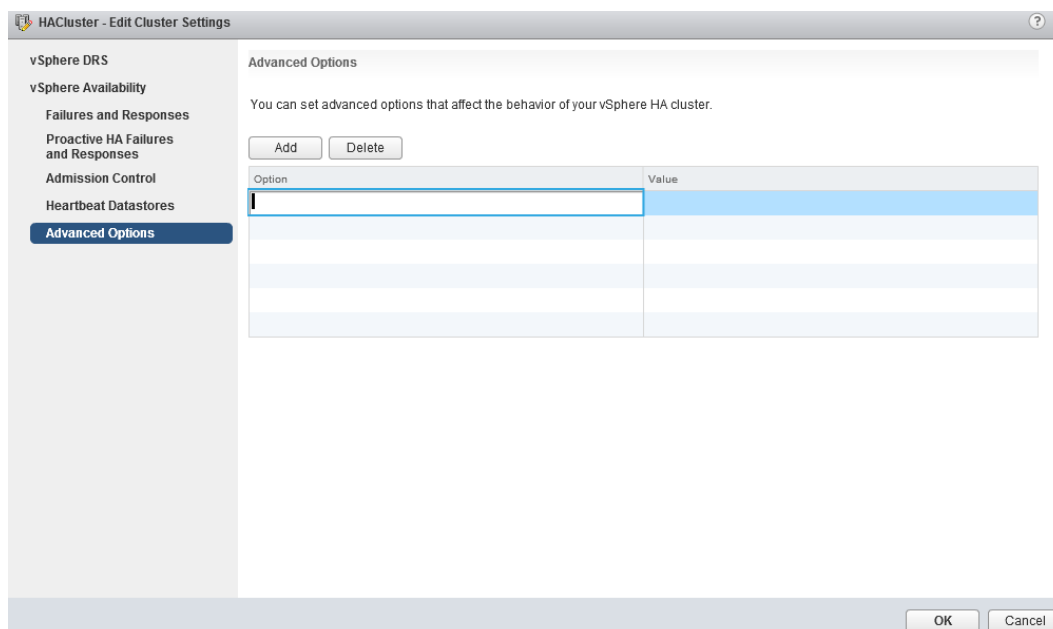 HACluster - Edit Cluster Settings
?
vSphere DRS
vSphere Availability
Failures and Responses
Proactive HA Failures
and Responses
Admission Control
Heartbeat Datastores
Advanced Options
Advanced Options
You can set advanced options that affect the behavior of your vSphere HA cluster.
Add Delete
Option Value
OK Cancel